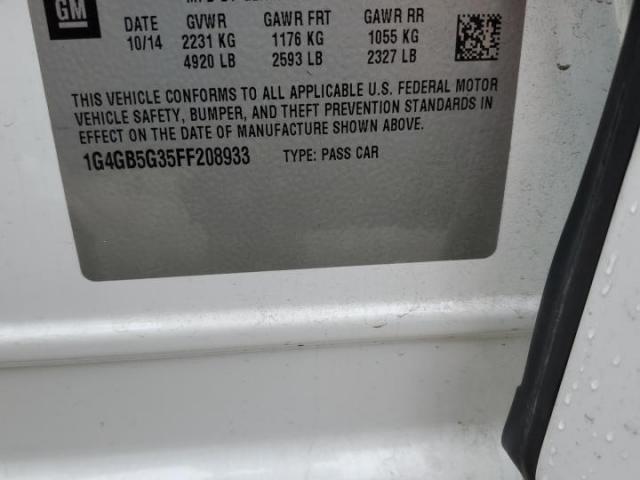 GM
DATE GVWR GAWR FRT GAWR RR
10/14 2231 KG 1176 KG 1055 KG
4920 LB 2593 LB 2327 LB
THIS VEHICLE CONFORMS TO ALL APPLICABLE U.S. FEDERAL MOTOR
VEHICLE SAFETY, BUMPER, AND THEFT PREVENTION STANDARDS IN
EFFECT ON THE DATE OF MANUFACTURE SHOWN ABOVE.
1G4GB5G35FF208933 TYPE: PASS CAR